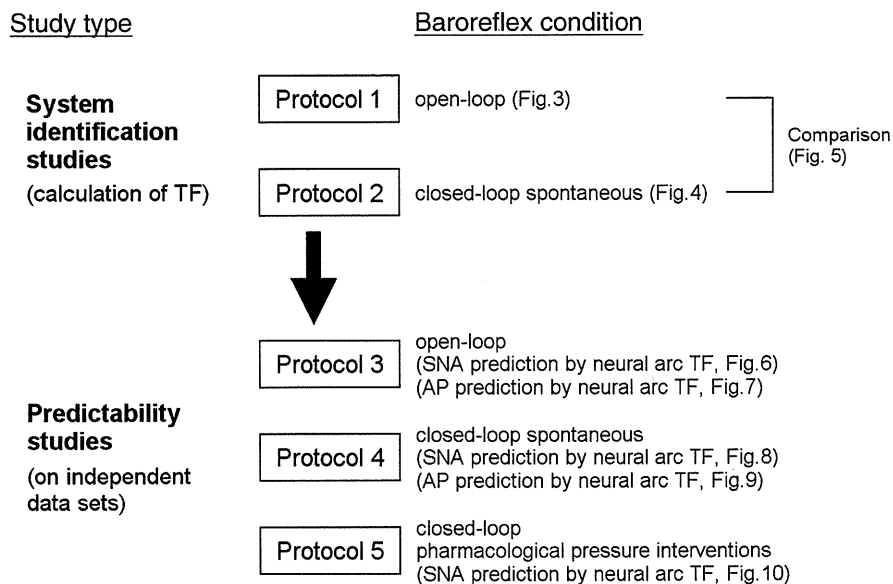 Study type
Baroreflex condition
System
identification
studies
(calculation of TF)
Protocol 1
open-loop (Fig.3)
Protocol 2
closed-loop spontaneous (Fig.4)
Comparison
(Fig. 5)
Predictability
studies
(on independent
data sets)
Protocol 3
open-loop
(SNA prediction by neural arc TF, Fig.6)
(AP prediction by neural arc TF, Fig.7)
Protocol 4
closed-loop spontaneous
(SNA prediction by neural arc TF, Fig.8)
(AP prediction by neural arc TF, Fig.9)
Protocol 5
closed-loop
pharmacological pressure interventions
(SNA prediction by neural arc TF, Fig.10)